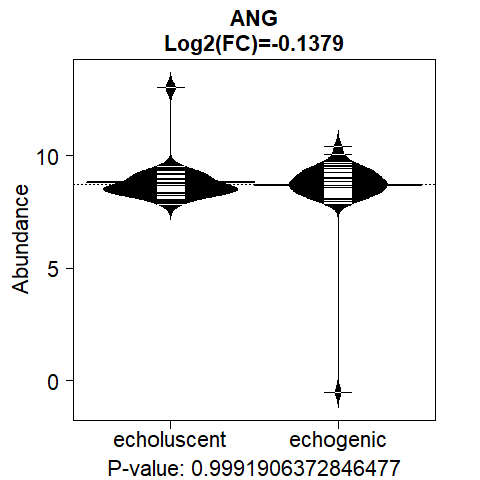 ANG
Log2(FC)=-0.1379
Abundance
10
5
0
echoluscent echogenic
P-value: 0.9991906372846477